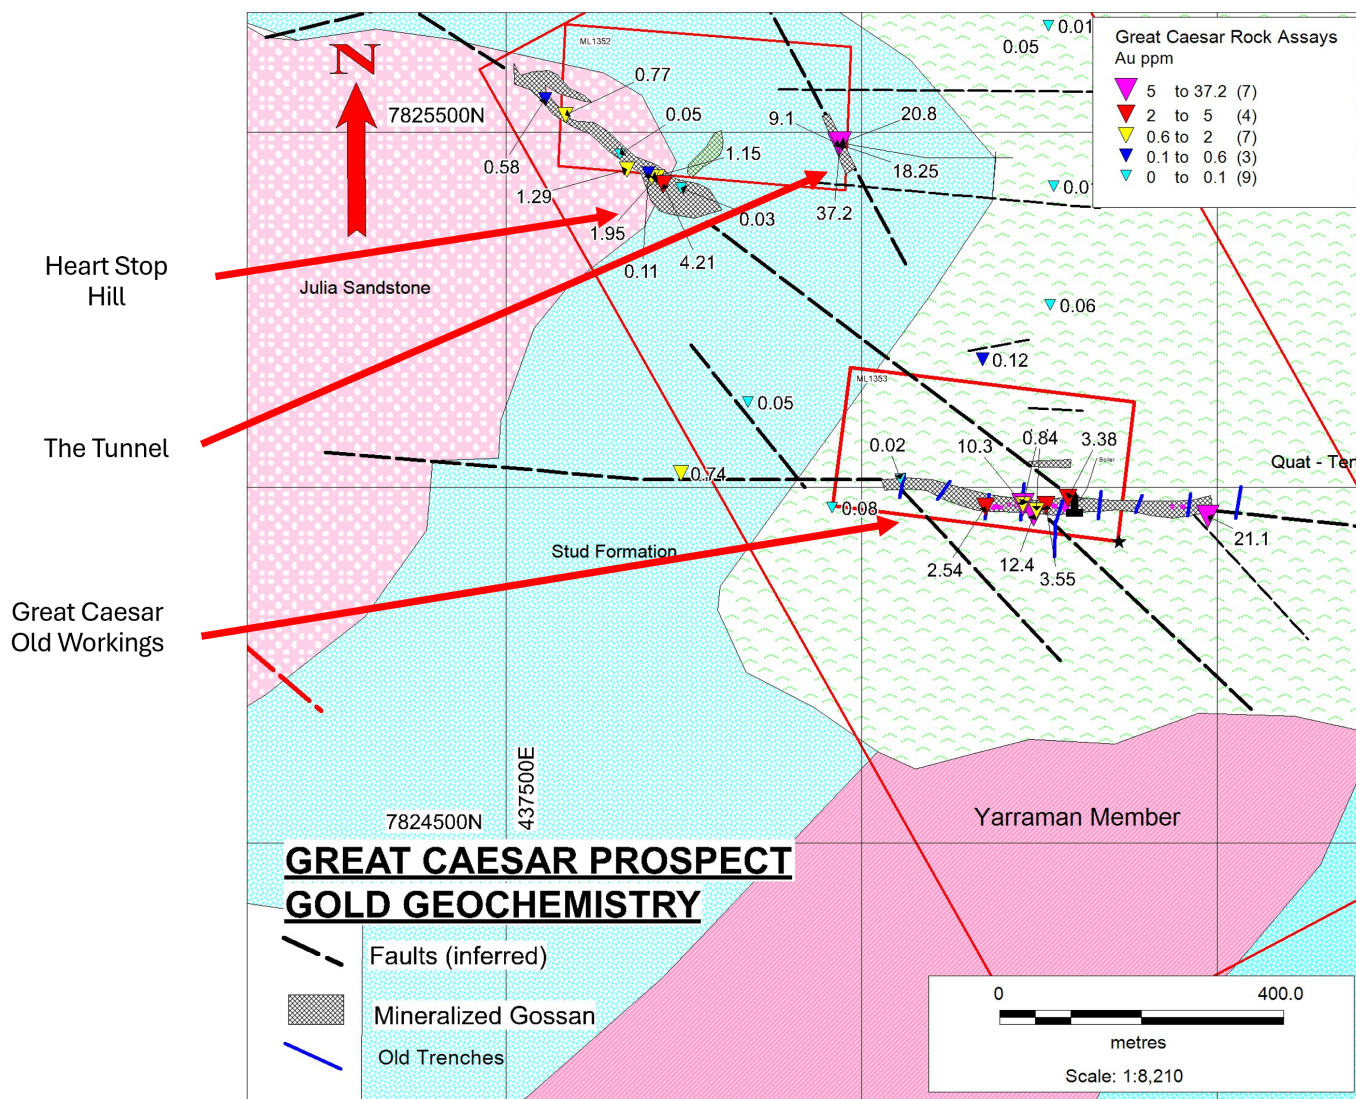 0.01
0.05
Great Caesar Rock Assays
Au ppm
5 to 37.2 (7)
2 to 5 (4)
0.6 to 2 (7)
0.1 to 0.6 (3)
0 to 0.1 (9)
N
ML1352
0.77
7825500N
0.05
9.1
20.8
0.58
1.15
18.25
0.01
1.29
1.95
0.03
37.2
0.11
4.21
Heart Stop
Hill
Julia Sandstone
0.06
0.12
ML1353
0.05
The Tunnel
0.02
10.3
0.84
3.38
Boiler
0.74
Quat - Ter
0.08
2.54
12.4
3.55
21.1
Stud Formation
Great Caesar
Old Workings
437500E
7824500N
Yarraman Member
GREAT CAESAR PROSPECT
GOLD GEOCHEMISTRY
Faults (inferred)
Mineralized Gossan
Old Trenches
0 400.0
metres
Scale: 1:8,210